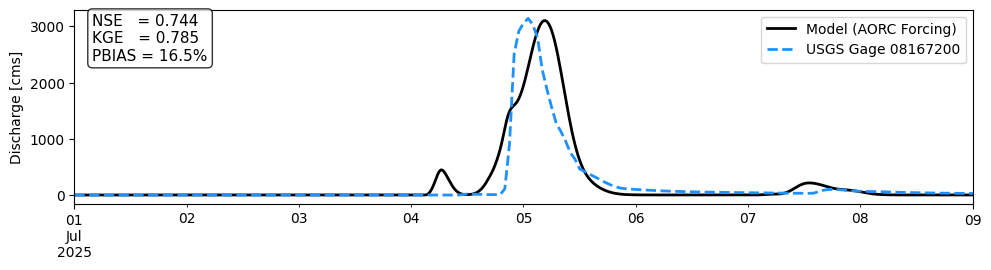 NSE = 0.744
KGE = 0.785
PBIAS = 16.5%
Model (AORC Forcing)
USGS Gage 08167200
Discharge [cms]
3000
2000
1000
0
01 02 03 04 05 06 07 08 09
Jul
2025